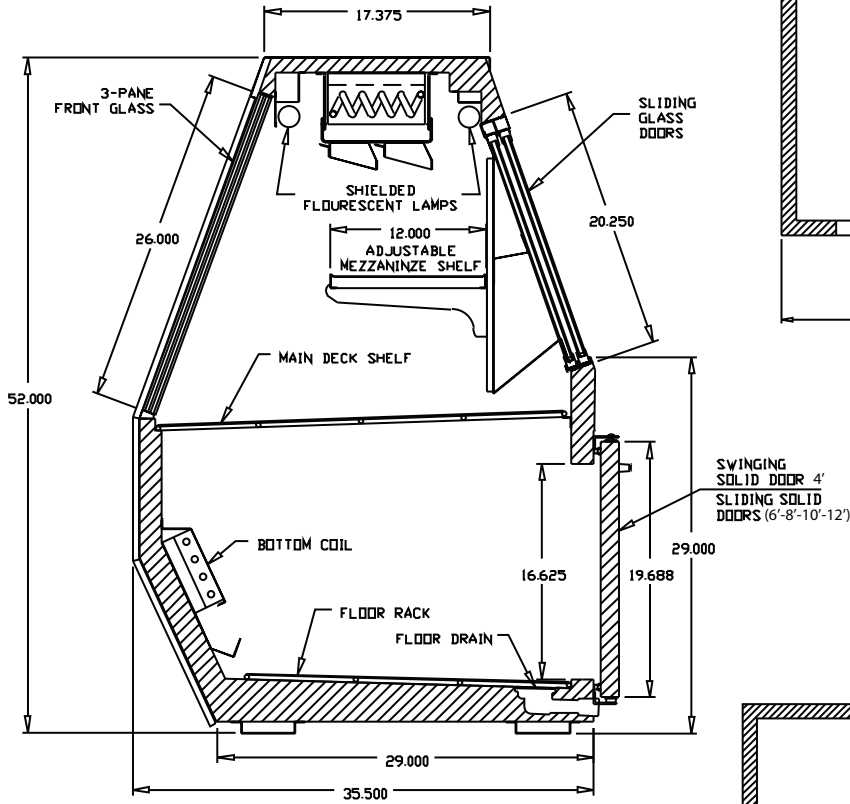 17.375
3-PANE
FRONT GLASS
SLIDING
GLASS
DOORS
SHIELDED
FLOURESCENT LAMPS
26.000
12.000
20.250
ADJUSTABLE
MEZZANINZE SHELF
MAIN DECK SHELF
52.000
SWINGING
SOLID DOOR 4'
SLIDING SOLID
DOORS (6'-8'-10'-12')
BOTTOM COIL
29.000
16.625
19.688
FLOOR RACK
FLOOR DRAIN
29.000
35.500